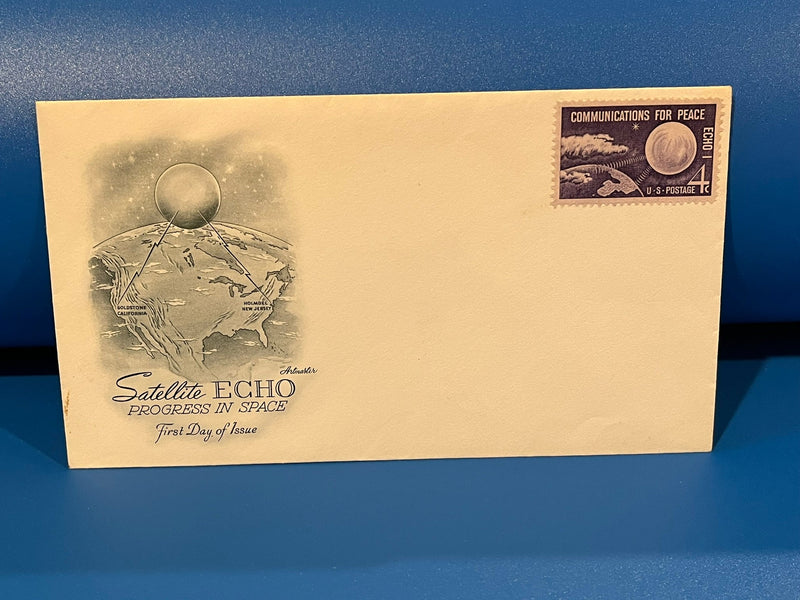 COMMUNICATIONS FOR PEACE
ECHO I
U·S·POSTAGE 4c
GOLDSTONE
CALIFORNIA
HOLMDEL
NEW JERSEY
Artmaster
Satellite ECHO
PROGRESS IN SPACE
First Day of Issue